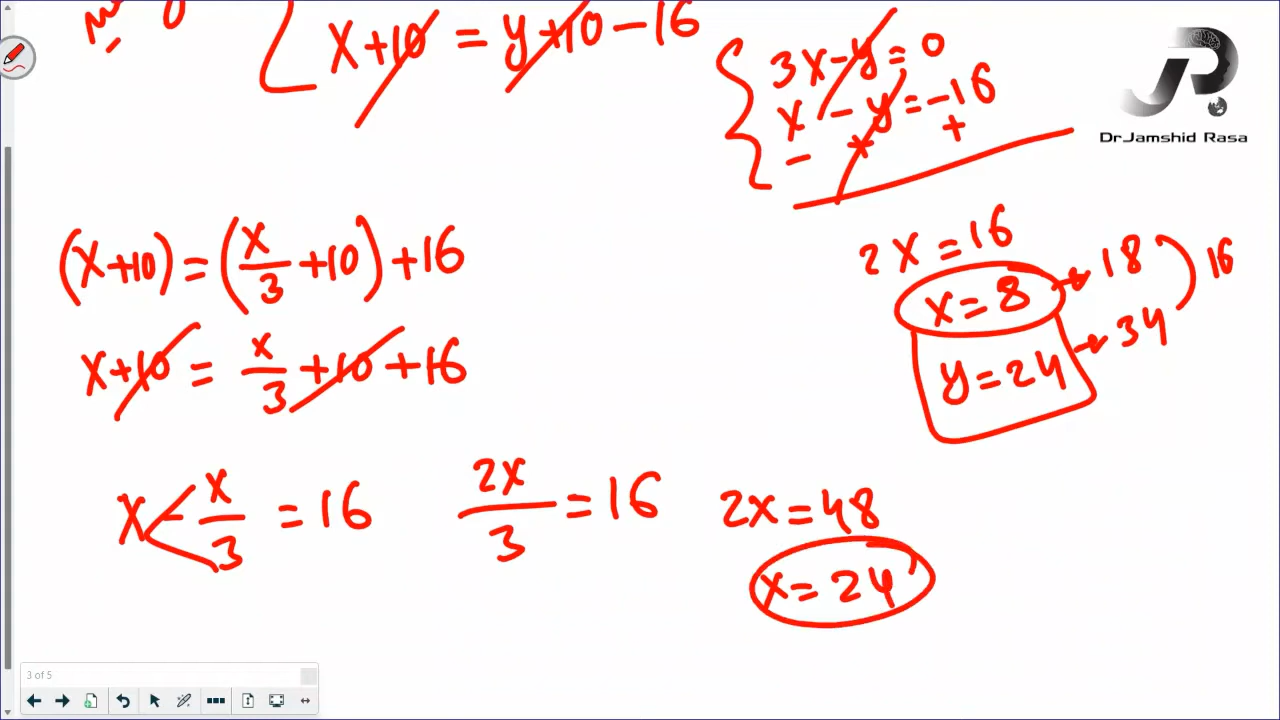 x+10 = y+10-16
3x-y=0
x-y=-16
- + +
DrJamshid Rasa
(x+10)=(x/3+10)+16
2x=16
x=8 → 18
16
y=24 → 34
x+10 = x/3+10+16
x - x/3 = 16
2x/3 = 16
2x=48
x=24
3 of 5